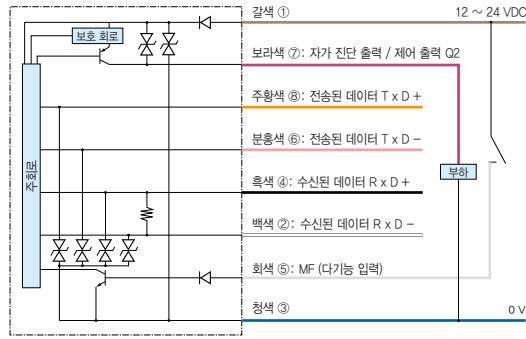 갈색 ①
12 ~ 24 VDC
보호 회로
보라색 ⑦: 자가 진단 출력 / 제어 출력 Q2
주황색 ⑧: 전송된 데이터 T x D +
분홍색 ⑥: 전송된 데이터 T x D −
주회로
부하
흑색 ④: 수신된 데이터 R x D +
백색 ②: 수신된 데이터 R x D −
회색 ⑤: MF (다기능 입력)
청색 ③
0 V